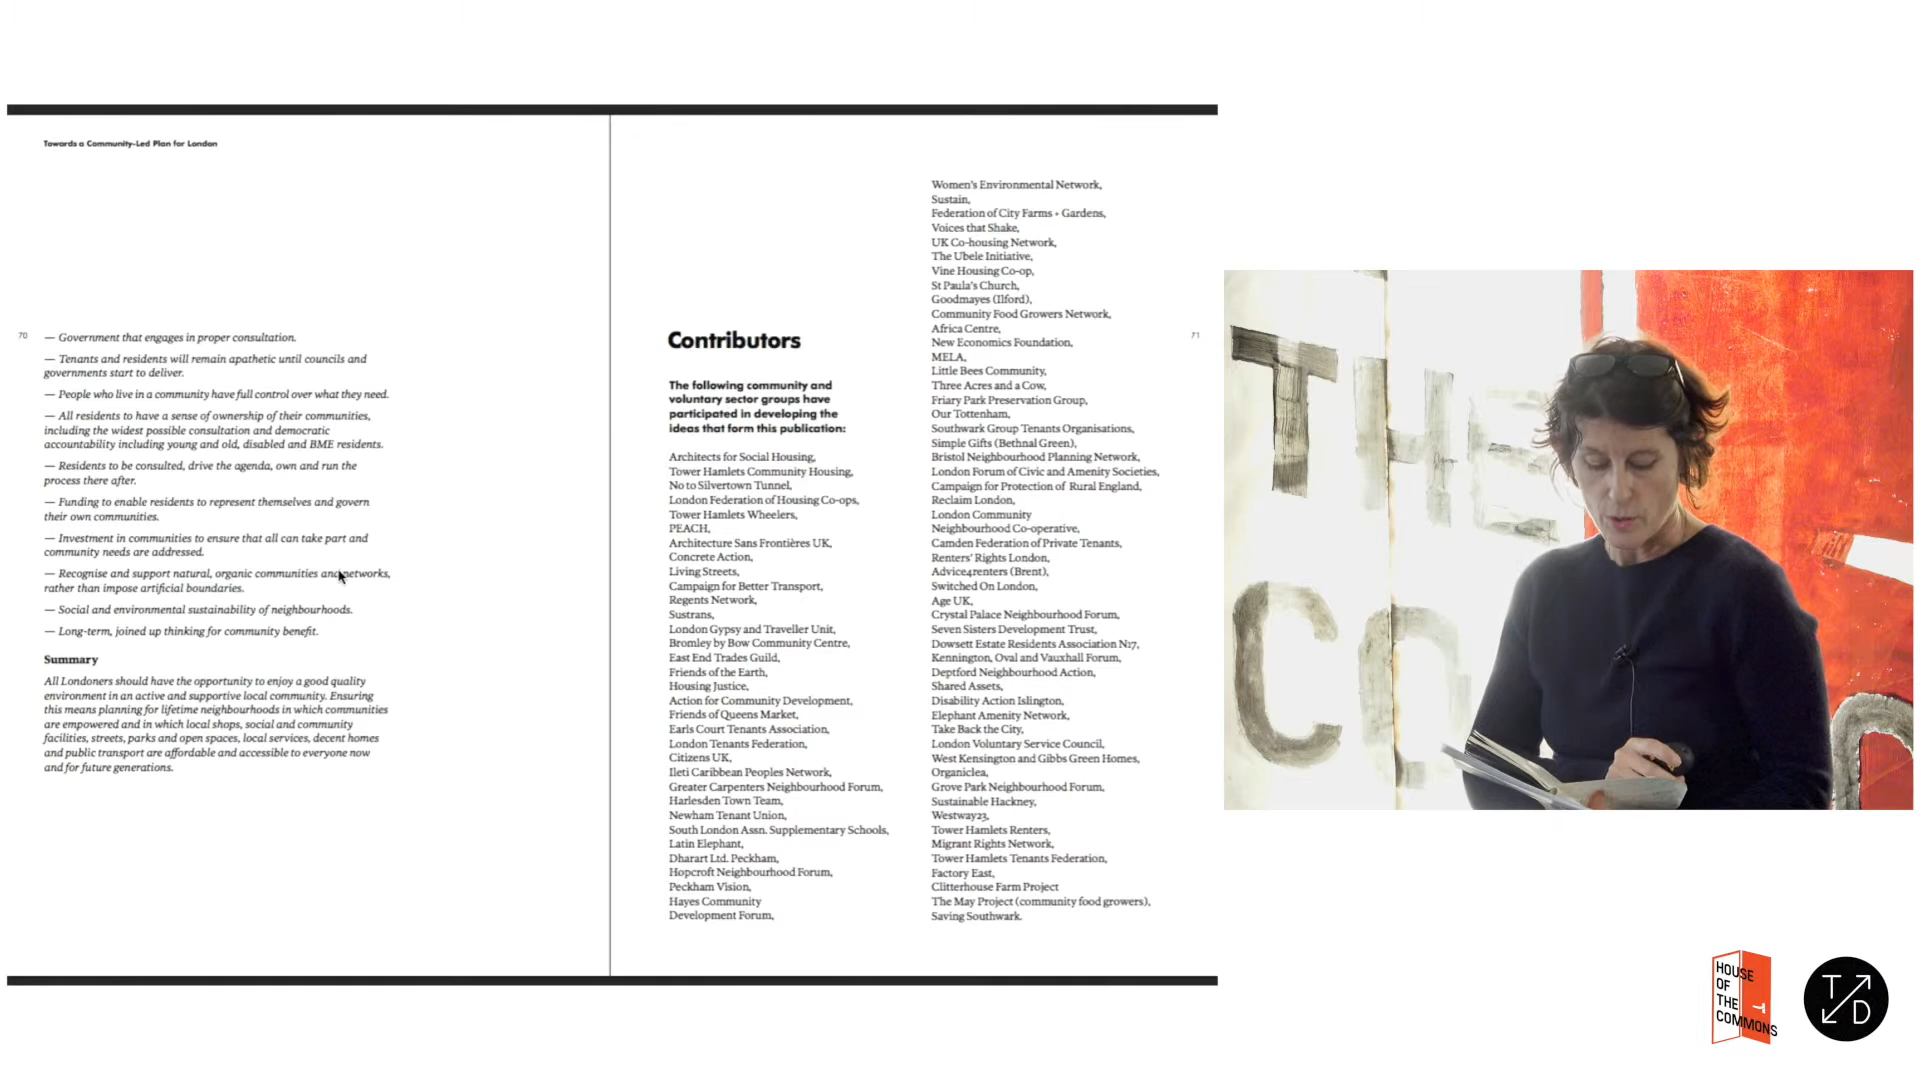 Towards a Community-Led Plan for London
70
— Government that engages in proper consultation.
— Tenants and residents will remain apathetic until councils and
governments start to deliver.
— People who live in a community have full control over what they need.
— All residents to have a sense of ownership of their communities,
including the widest possible consultation and democratic
accountability including young and old, disabled and BME residents.
— Residents to be consulted, drive the agenda, own and run the
process there after.
— Funding to enable residents to represent themselves and govern
their own communities.
— Investment in communities to ensure that all can take part and
community needs are addressed.
— Recognise and support natural, organic communities and networks,
rather than impose artificial boundaries.
— Social and environmental sustainability of neighbourhoods.
— Long-term, joined up thinking for community benefit.
Summary
All Londoners should have the opportunity to enjoy a good quality
environment in an active and supportive local community. Ensuring
this means planning for lifetime neighbourhoods in which communities
are empowered and in which local shops, social and community
facilities, streets, parks and open spaces, local services, decent homes
and public transport are affordable and accessible to everyone now
and for future generations.
Contributors
The following community and
voluntary sector groups have
participated in developing the
ideas that form this publication:
Architects for Social Housing,
Tower Hamlets Community Housing,
No to Silvertown Tunnel,
London Federation of Housing Co-ops,
Tower Hamlets Wheelers,
PEACH,
Architecture Sans Frontières UK,
Concrete Action,
Living Streets,
Campaign for Better Transport,
Regents Network,
Sustrans,
London Gypsy and Traveller Unit,
Bromley by Bow Community Centre,
East End Trades Guild,
Friends of the Earth,
Housing Justice,
Action for Community Development,
Friends of Queens Market,
Earls Court Tenants Association,
London Tenants Federation,
Citizens UK,
Ileti Caribbean Peoples Network,
Greater Carpenters Neighbourhood Forum,
Harlesden Town Team,
Newham Tenant Union,
South London Assn. Supplementary Schools,
Latin Elephant,
Dharart Ltd. Peckham,
Hopcroft Neighbourhood Forum,
Peckham Vision,
Hayes Community
Development Forum,
Women's Environmental Network,
Sustain,
Federation of City Farms + Gardens,
Voices that Shake,
UK Co-housing Network,
The Ubele Initiative,
Vine Housing Co-op,
St Paula's Church,
Goodmayes (Ilford),
Community Food Growers Network,
Africa Centre,
New Economics Foundation,
MELA,
Little Bees Community,
Three Acres and a Cow,
Friary Park Preservation Group,
Our Tottenham,
Southwark Group Tenants Organisations,
Simple Gifts (Bethnal Green),
Bristol Neighbourhood Planning Network,
London Forum of Civic and Amenity Societies,
Campaign for Protection of Rural England,
Reclaim London,
London Community
Neighbourhood Co-operative,
Camden Federation of Private Tenants,
Renters' Rights London,
Advice4renters (Brent),
Switched On London,
Age UK,
Crystal Palace Neighbourhood Forum,
Seven Sisters Development Trust,
Dowsett Estate Residents Association N17,
Kennington, Oval and Vauxhall Forum,
Deptford Neighbourhood Action,
Shared Assets,
Disability Action Islington,
Elephant Amenity Network,
Take Back the City,
London Voluntary Service Council,
West Kensington and Gibbs Green Homes,
Organiclea,
Grove Park Neighbourhood Forum,
Sustainable Hackney,
Westway23,
Tower Hamlets Renters,
Migrant Rights Network,
Tower Hamlets Tenants Federation,
Factory East,
Clitterhouse Farm Project
The May Project (community food growers),
Saving Southwark.
71
THE
CO
HOUSE
OF
THE
COMMONS
T
D